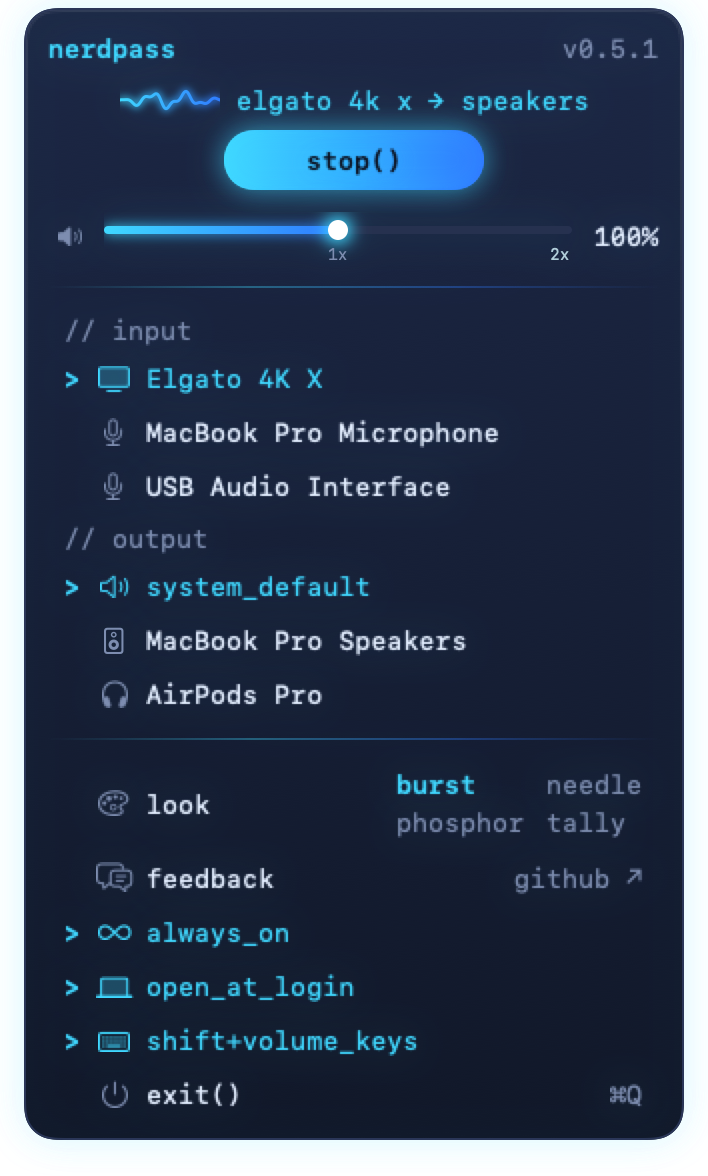 nerdpass v0.5.1
elgato 4k x → speakers
stop()
100%
1x 2x
// input
> Elgato 4K X
MacBook Pro Microphone
USB Audio Interface
// output
> system_default
MacBook Pro Speakers
AirPods Pro
look
burst needle
phosphor tally
feedback github ↗
> always_on
> open_at_login
> shift+volume_keys
exit() ⌘Q